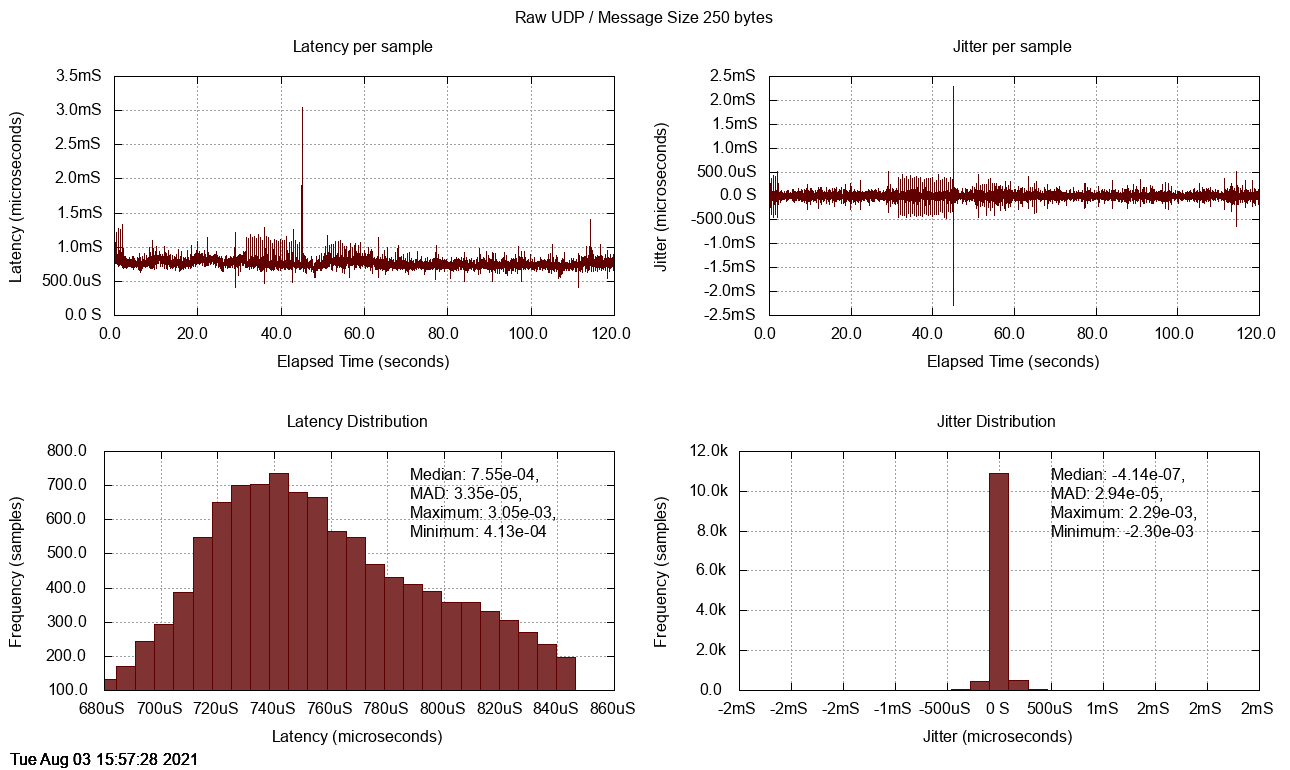 Raw UDP / Message Size 250 bytes
Latency per sample
3.5mS
3.0mS
2.5mS
2.0mS
1.5mS
1.0mS
500.0uS
0.0 S
Latency (microseconds)
0.0 20.0 40.0 60.0 80.0 100.0 120.0
Elapsed Time (seconds)
Jitter per sample
2.5mS
2.0mS
1.5mS
1.0mS
500.0uS
0.0 S
-500.0uS
-1.0mS
-1.5mS
-2.0mS
-2.5mS
Jitter (microseconds)
0.0 20.0 40.0 60.0 80.0 100.0 120.0
Elapsed Time (seconds)
Latency Distribution
800.0
700.0
600.0
500.0
400.0
300.0
200.0
100.0
Frequency (samples)
Median: 7.55e-04,
MAD: 3.35e-05,
Maximum: 3.05e-03,
Minimum: 4.13e-04
680uS 700uS 720uS 740uS 760uS 780uS 800uS 820uS 840uS 860uS
Latency (microseconds)
Jitter Distribution
12.0k
10.0k
8.0k
6.0k
4.0k
2.0k
0.0
Frequency (samples)
Median: -4.14e-07,
MAD: 2.94e-05,
Maximum: 2.29e-03,
Minimum: -2.30e-03
-2mS -2mS -2mS -1mS -500uS 0 S 500uS 1mS 2mS 2mS 2mS
Jitter (microseconds)
Tue Aug 03 15:57:28 2021